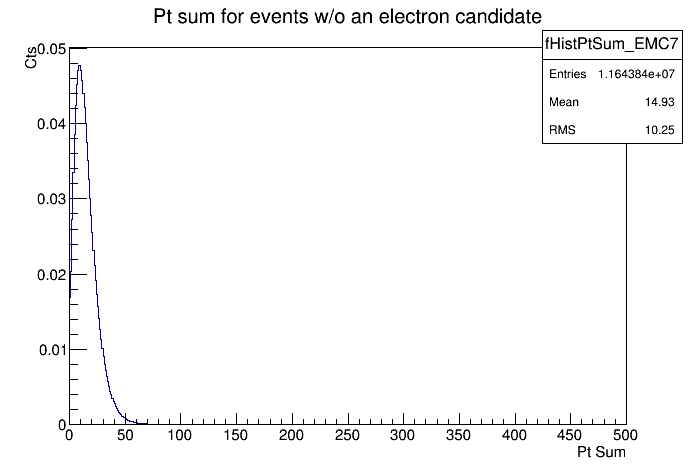 Pt sum for events w/o an electron candidate
fHistPtSum_EMC7
Entries 1.164384e+07
Mean 14.93
RMS 10.25
Cts
0.05
0.04
0.03
0.02
0.01
0
0 50 100 150 200 250 300 350 400 450 500
Pt Sum